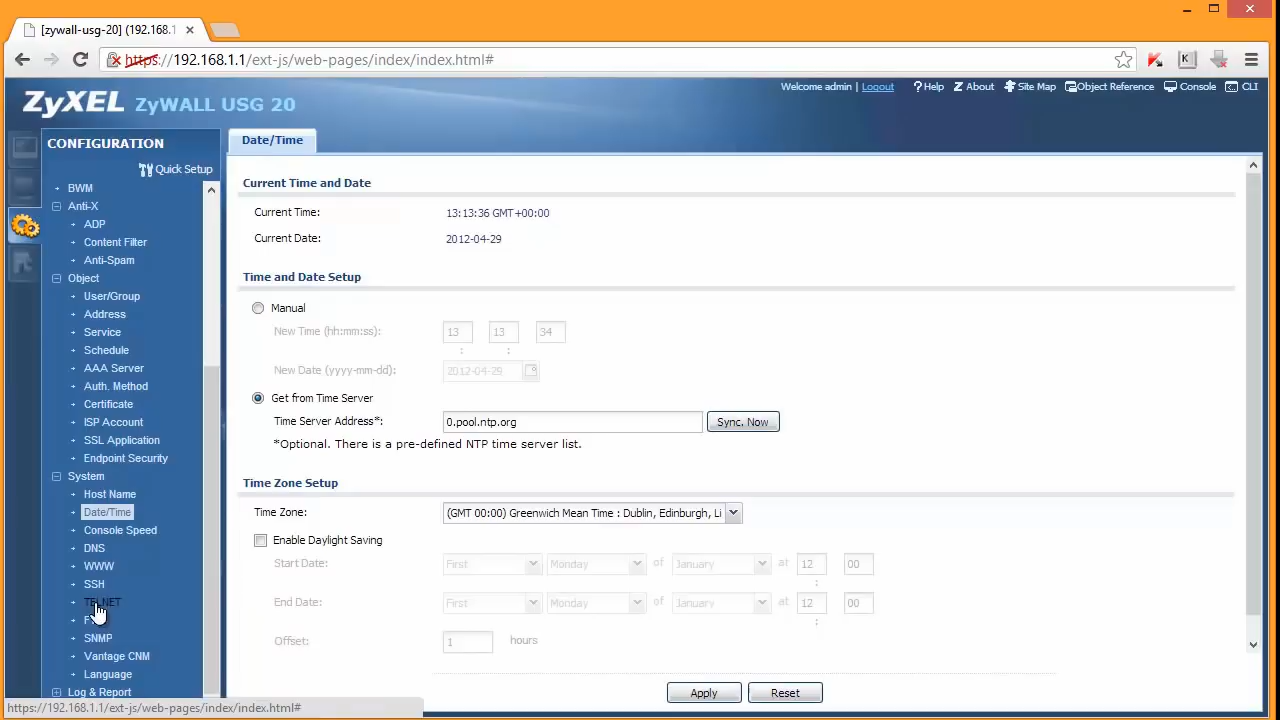 [zywall-usg-20] (192.168.1
https://192.168.1.1/ext-js/web-pages/index/index.html#
ZyXEL ZyWALL USG 20
Welcome admin | Logout ?Help Z About Site Map Object Reference Console CLI
CONFIGURATION
Quick Setup
BWM
Anti-X
ADP
Content Filter
Anti-Spam
Object
User/Group
Address
Service
Schedule
AAA Server
Auth. Method
Certificate
ISP Account
SSL Application
Endpoint Security
System
Host Name
Date/Time
Console Speed
DNS
WWW
SSH
TELNET
SNMP
Vantage CNM
Language
Log & Report
Date/Time
Current Time and Date
Current Time: 13:13:36 GMT+00:00
Current Date: 2012-04-29
Time and Date Setup
Manual
New Time (hh:mm:ss): 13 : 13 : 34
New Date (yyyy-mm-dd): 2012-04-29
Get from Time Server
Time Server Address*: 0.pool.ntp.org Sync. Now
*Optional. There is a pre-defined NTP time server list.
Time Zone Setup
Time Zone: (GMT 00:00) Greenwich Mean Time : Dublin, Edinburgh, Li
Enable Daylight Saving
Start Date: First Monday of January at 12 : 00
End Date: First Monday of January at 12 : 00
Offset: 1 hours
Apply Reset
https://192.168.1.1/ext-js/web-pages/index/index.html#